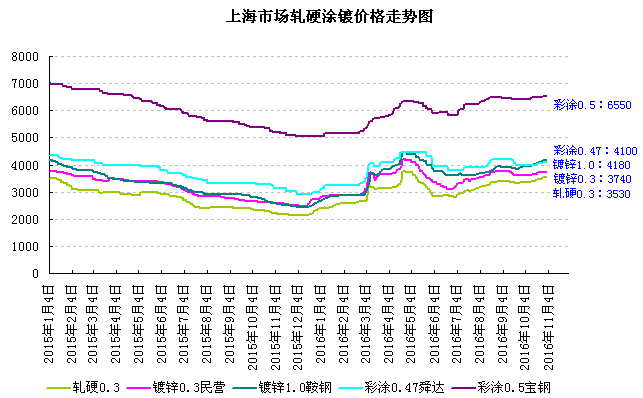 上海市场轧硬涂镀价格走势图
8000
7000
6000
5000
4000
3000
2000
1000
0
彩涂0.5：6550
彩涂0.47：4100
镀锌1.0：4180
镀锌0.3：3740
轧硬0.3：3530
2015年1月4日
2015年2月4日
2015年3月4日
2015年4月4日
2015年5月4日
2015年6月4日
2015年7月4日
2015年8月4日
2015年9月4日
2015年10月4日
2015年11月4日
2015年12月4日
2016年1月4日
2016年2月4日
2016年3月4日
2016年4月4日
2016年5月4日
2016年6月4日
2016年7月4日
2016年8月4日
2016年9月4日
2016年10月4日
2016年11月4日
轧硬0.3 镀锌0.3民营 镀锌1.0鞍钢 彩涂0.47舜达 彩涂0.5宝钢